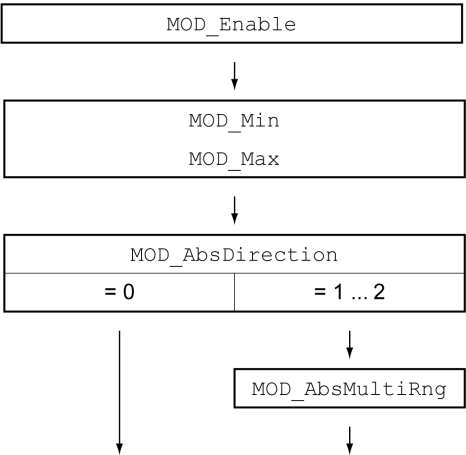 MOD_Enable
MOD_Min
MOD_Max
MOD_AbsDirection
= 0
= 1 ... 2
MOD_AbsMultiRng